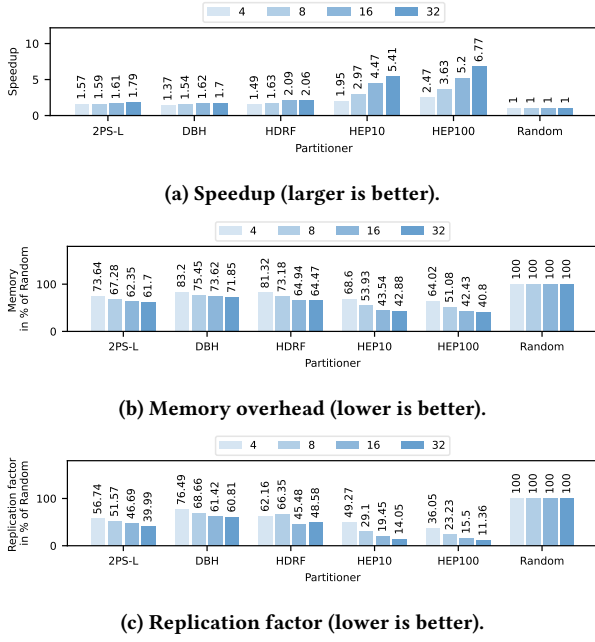 4 8 16 32
10
5
0
Speedup
1.57 1.59 1.61 1.79 1.37 1.54 1.62 1.7 1.49 1.63 2.09 2.06 1.95 2.97 4.47 5.41 2.47 3.63 5.2 6.77 1 1 1 1
2PS-L DBH HDRF HEP10 HEP100 Random
Partitioner
(a) Speedup (larger is better).
4 8 16 32
100
0
Memory
in % of Random
73.64 67.28 62.35 61.7 83.2 75.45 73.62 71.85 81.32 73.18 64.94 64.47 68.6 53.93 43.54 42.88 64.02 51.08 42.43 40.8 100 100 100 100
2PS-L DBH HDRF HEP10 HEP100 Random
Partitioner
(b) Memory overhead (lower is better).
4 8 16 32
100
0
Replication factor
in % of Random
56.74 51.57 46.69 39.99 76.49 68.66 61.42 60.81 62.16 66.35 45.48 48.58 49.27 29.1 19.45 14.05 36.05 23.23 15.5 11.36 100 100 100 100
2PS-L DBH HDRF HEP10 HEP100 Random
Partitioner
(c) Replication factor (lower is better).